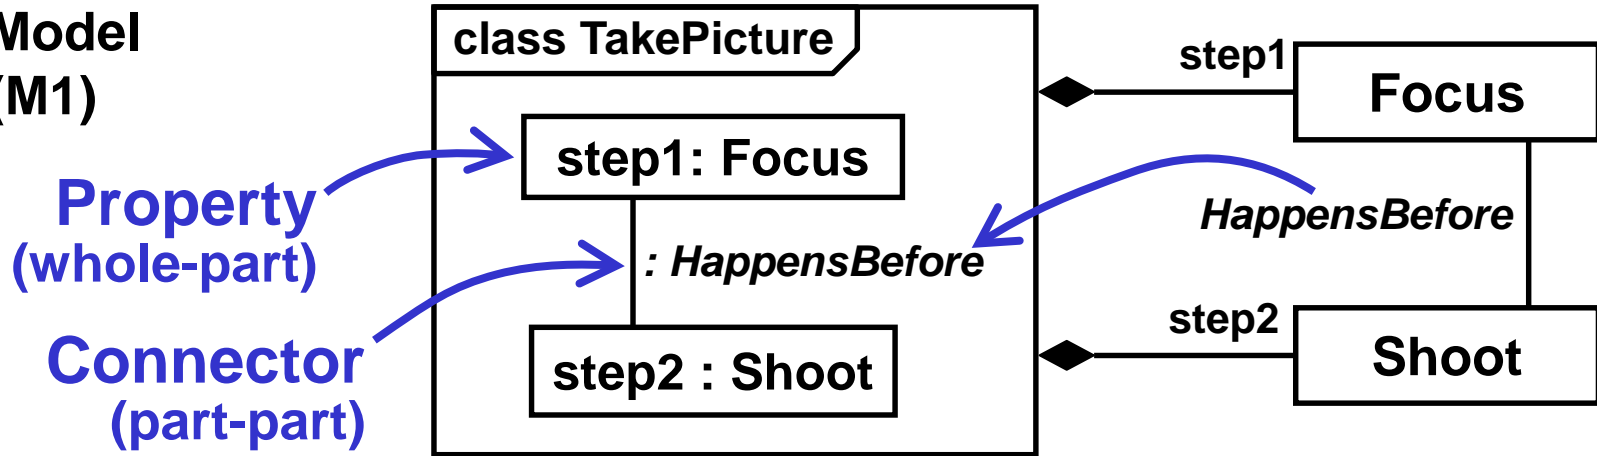 Model
(M1)
class TakePicture
step1
Focus
step1: Focus
Property
(whole-part)
HappensBefore
: HappensBefore
step2
Connector
(part-part)
step2 : Shoot
Shoot